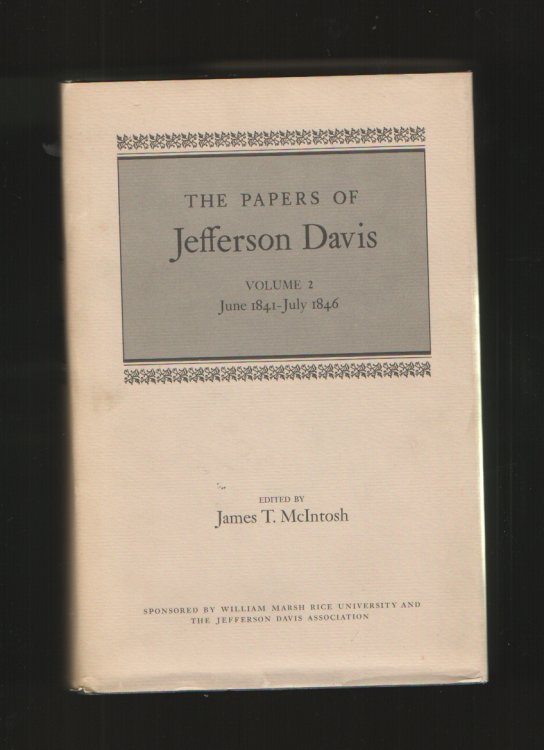 THE PAPERS OF
Jefferson Davis
VOLUME 2
June 1841-July 1846
EDITED BY
James T. McIntosh
SPONSORED BY WILLIAM MARSH RICE UNIVERSITY AND
THE JEFFERSON DAVIS ASSOCIATION